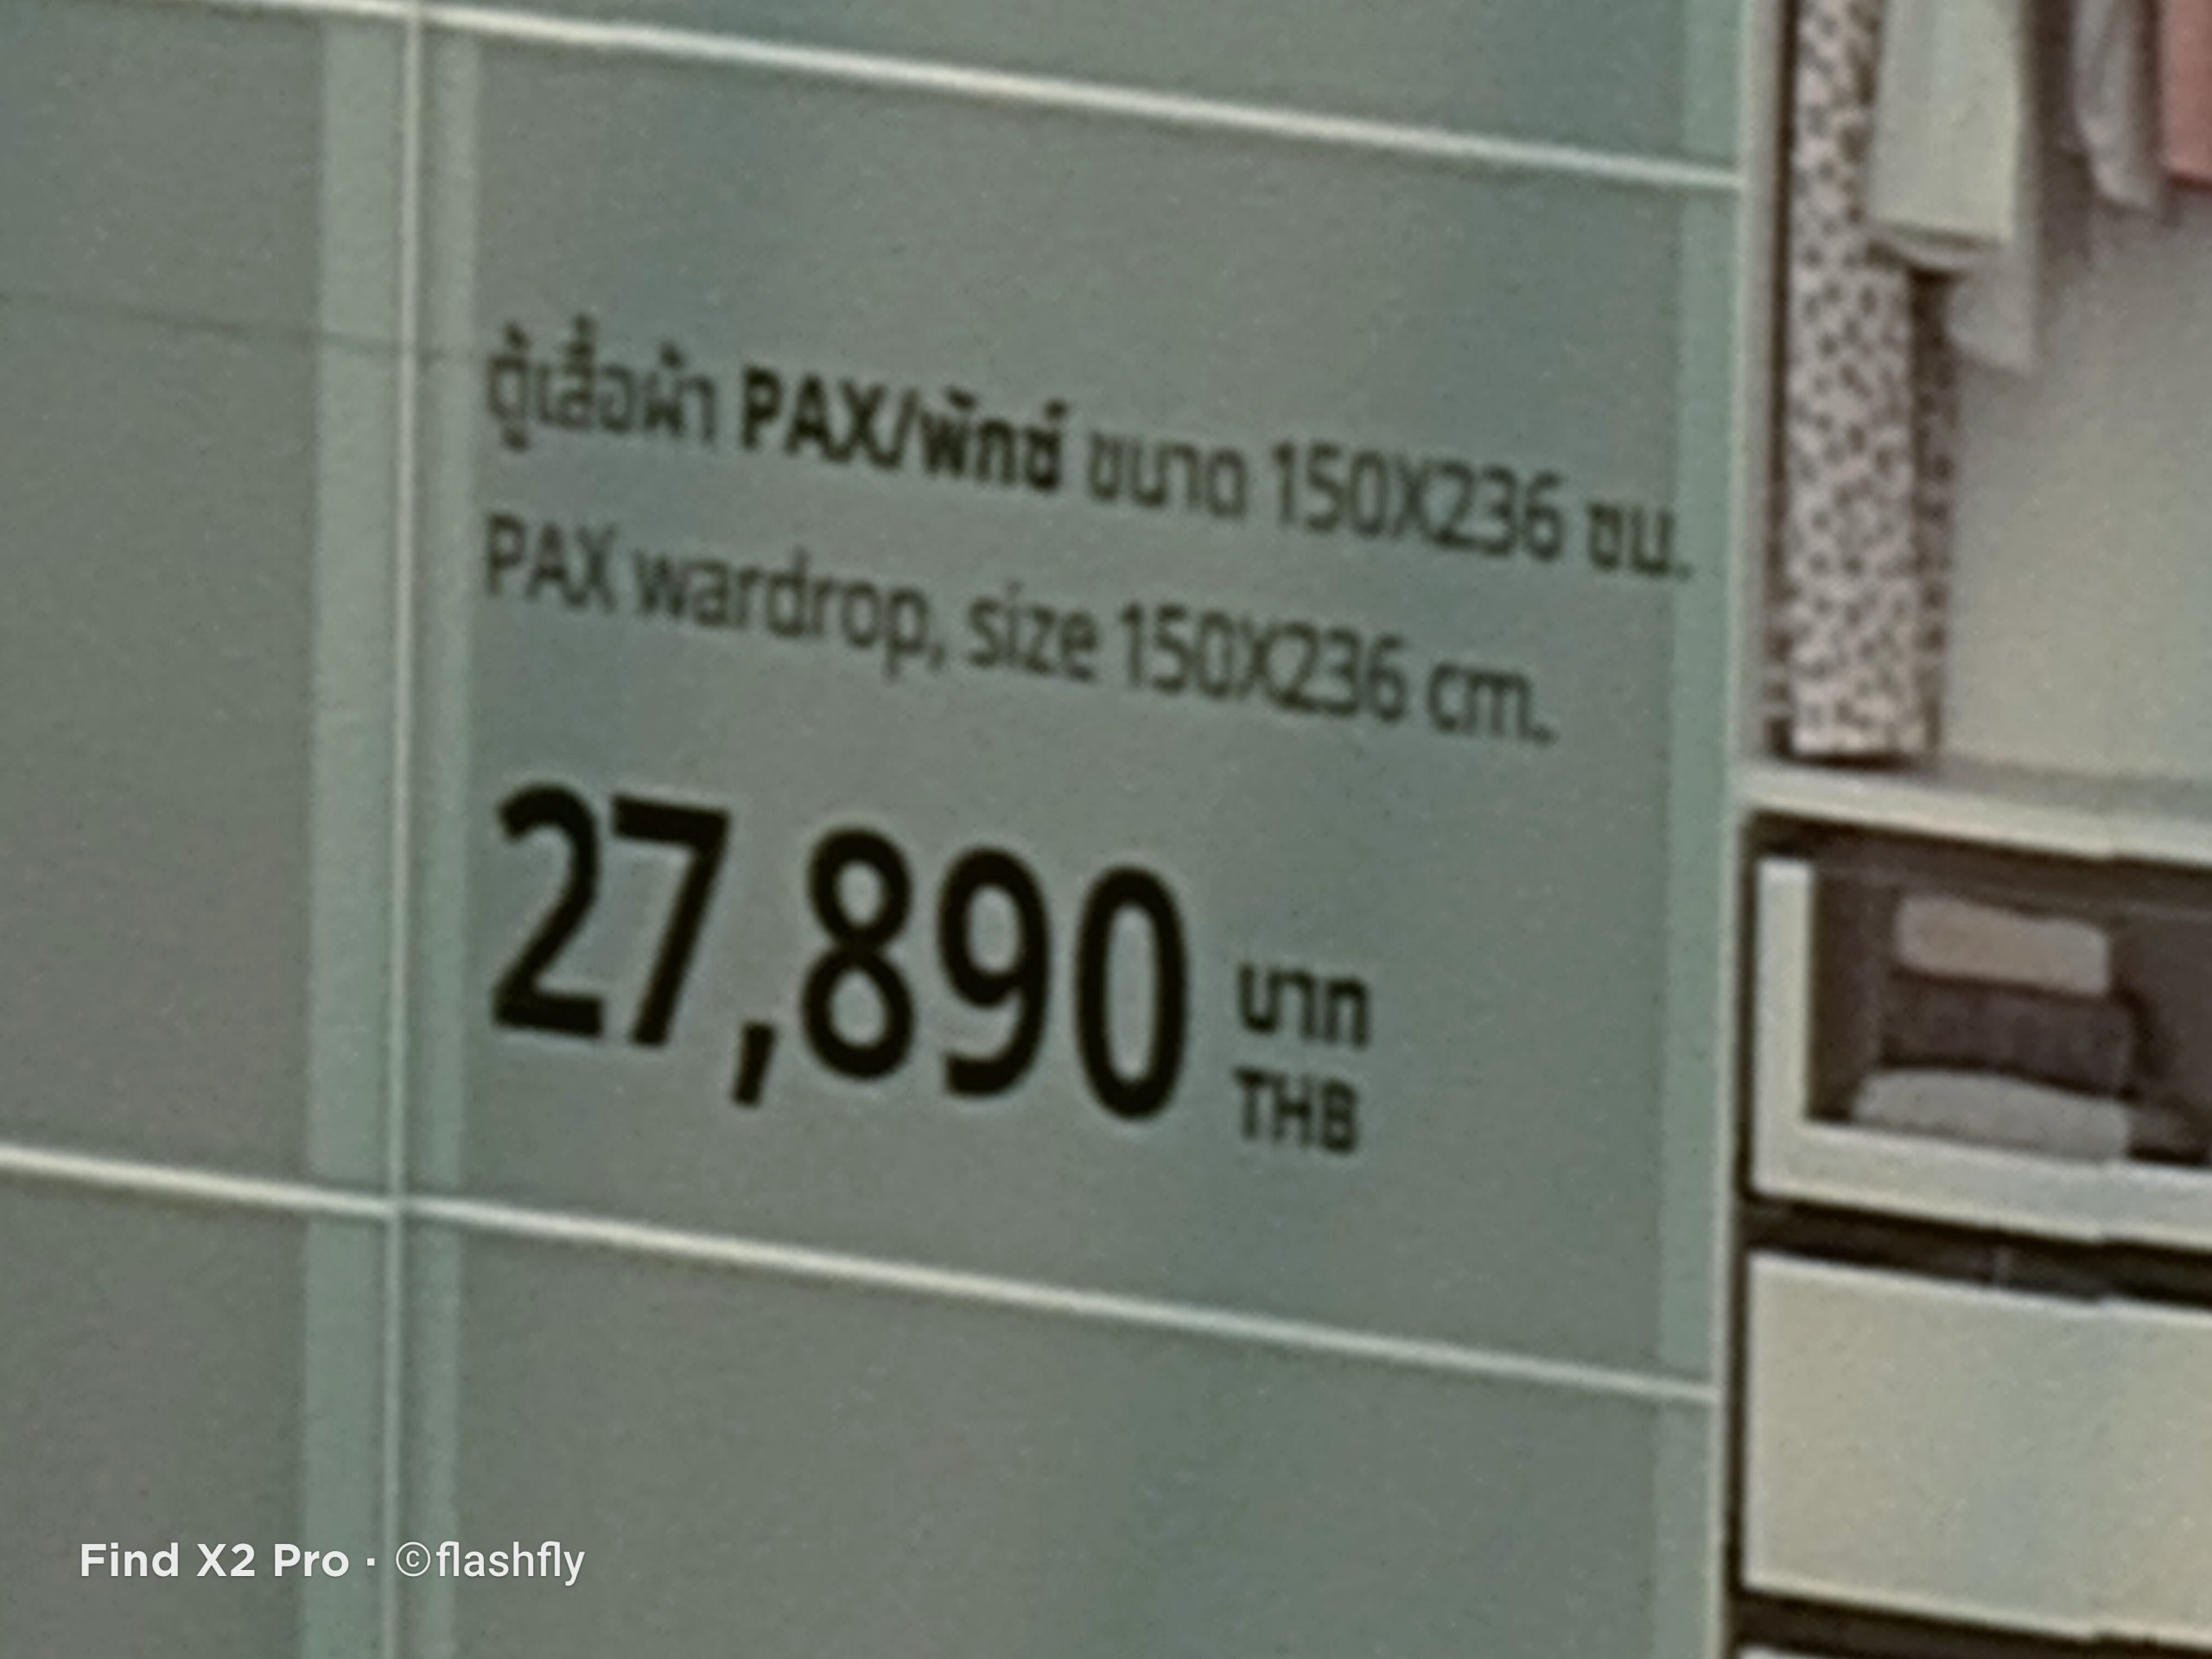 ตู้เสื้อผ้า PAX/พักซ์ ขนาด 150X236 ซม.
PAX wardrop, size 150X236 cm.
27,890 บาท
THB
Find X2 Pro · ©flashfly